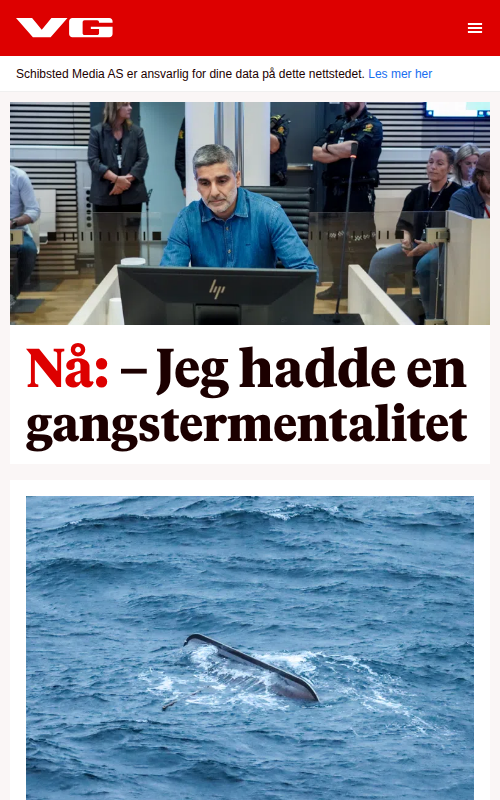 VG
Schibsted Media AS er ansvarlig for dine data på dette nettstedet. Les mer her
hp
Nå: – Jeg hadde en
gangstermentalitet